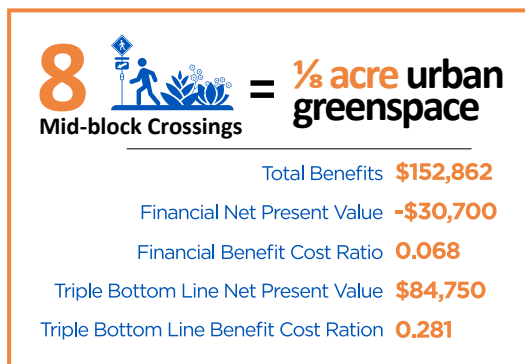 8
Mid-block Crossings
=
⅛ acre urban
greenspace
Total Benefits $152,862
Financial Net Present Value -$30,700
Financial Benefit Cost Ratio 0.068
Triple Bottom Line Net Present Value $84,750
Triple Bottom Line Benefit Cost Ration 0.281